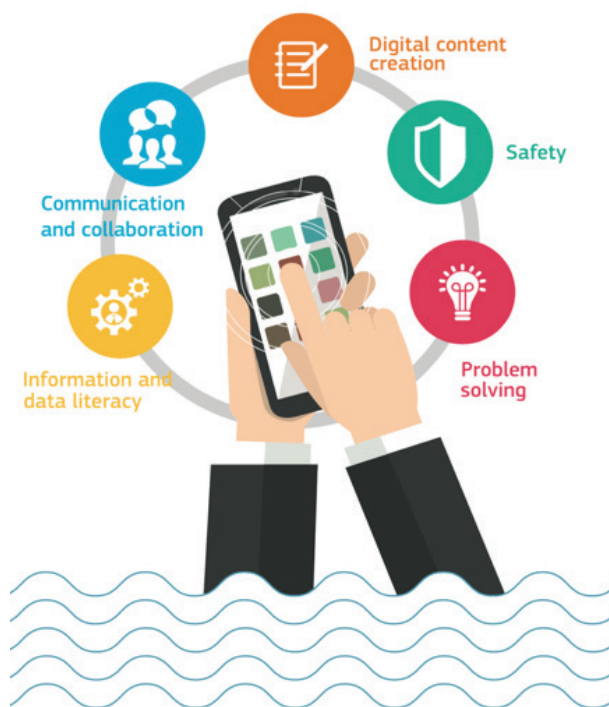 Digital content
creation
Safety
Communication
and collaboration
Information and
data literacy
Problem
solving